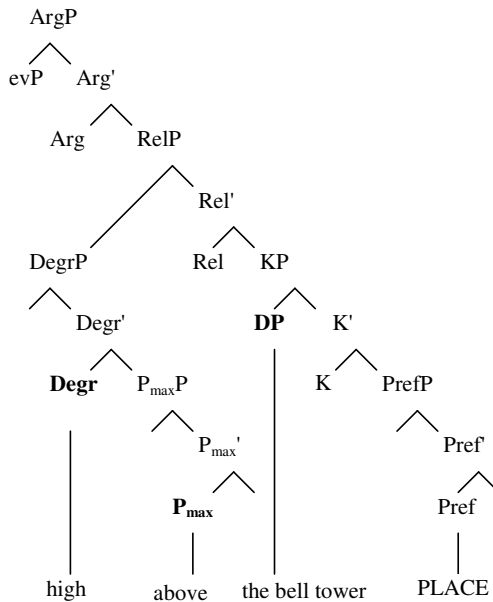 ArgP
evP Arg'
Arg RelP
Rel'
DegrP Rel KP
Degr' DP K'
Degr PmaxP K PrefP
Pmax' Pref'
Pmax Pref
high above the bell tower PLACE